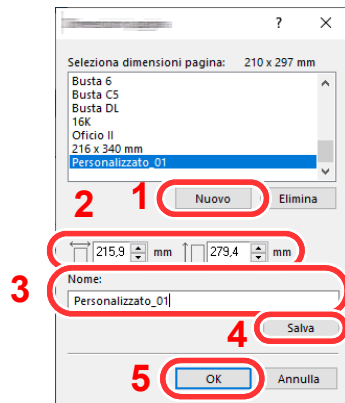 ? ×
Seleziona dimensioni pagina: 210 x 297 mm
Busta 6
Busta C5
Busta DL
16K
Oficio II
216 x 340 mm
Personalizzato_01
1 Nuovo Elimina
2
215,9 mm 279,4 mm
3 Nome:
Personalizzato_01
4 Salva
5 OK Annulla